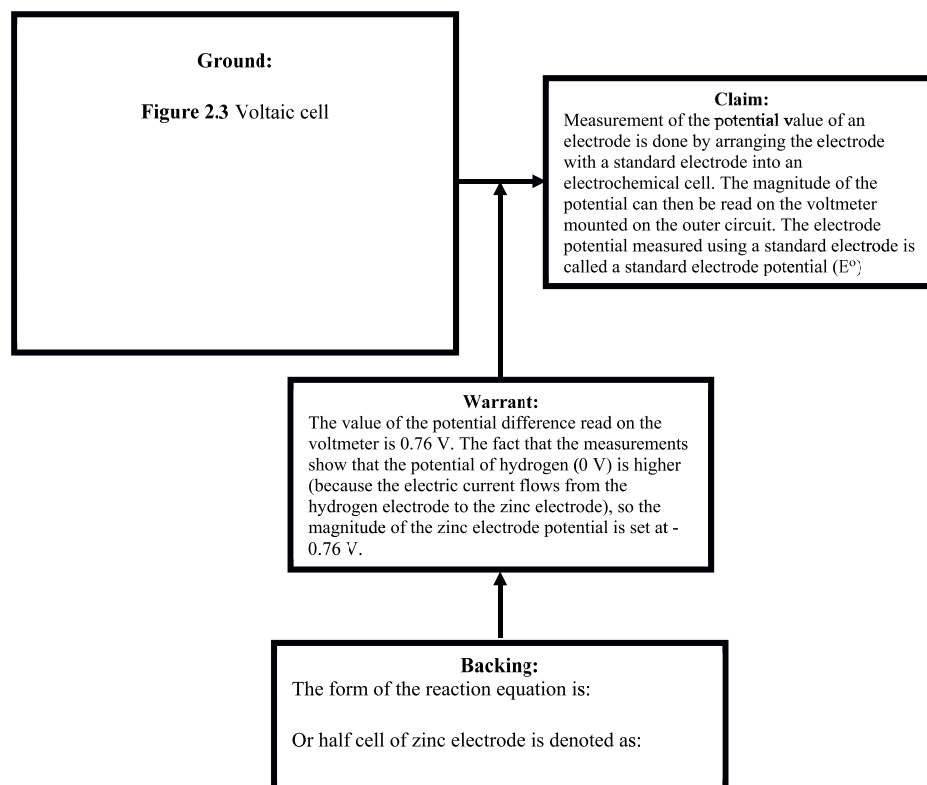 Ground:
Figure 2.3 Voltaic cell
Claim:
Measurement of the potential value of an
electrode is done by arranging the electrode
with a standard electrode into an
electrochemical cell. The magnitude of the
potential can then be read on the voltmeter
mounted on the outer circuit. The electrode
potential measured using a standard electrode is
called a standard electrode potential (Eº)
Warrant:
The value of the potential difference read on the
voltmeter is 0.76 V. The fact that the measurements
show that the potential of hydrogen (0 V) is higher
(because the electric current flows from the
hydrogen electrode to the zinc electrode), so the
magnitude of the zinc electrode potential is set at -
0.76 V.
Backing:
The form of the reaction equation is:
Or half cell of zinc electrode is denoted as: